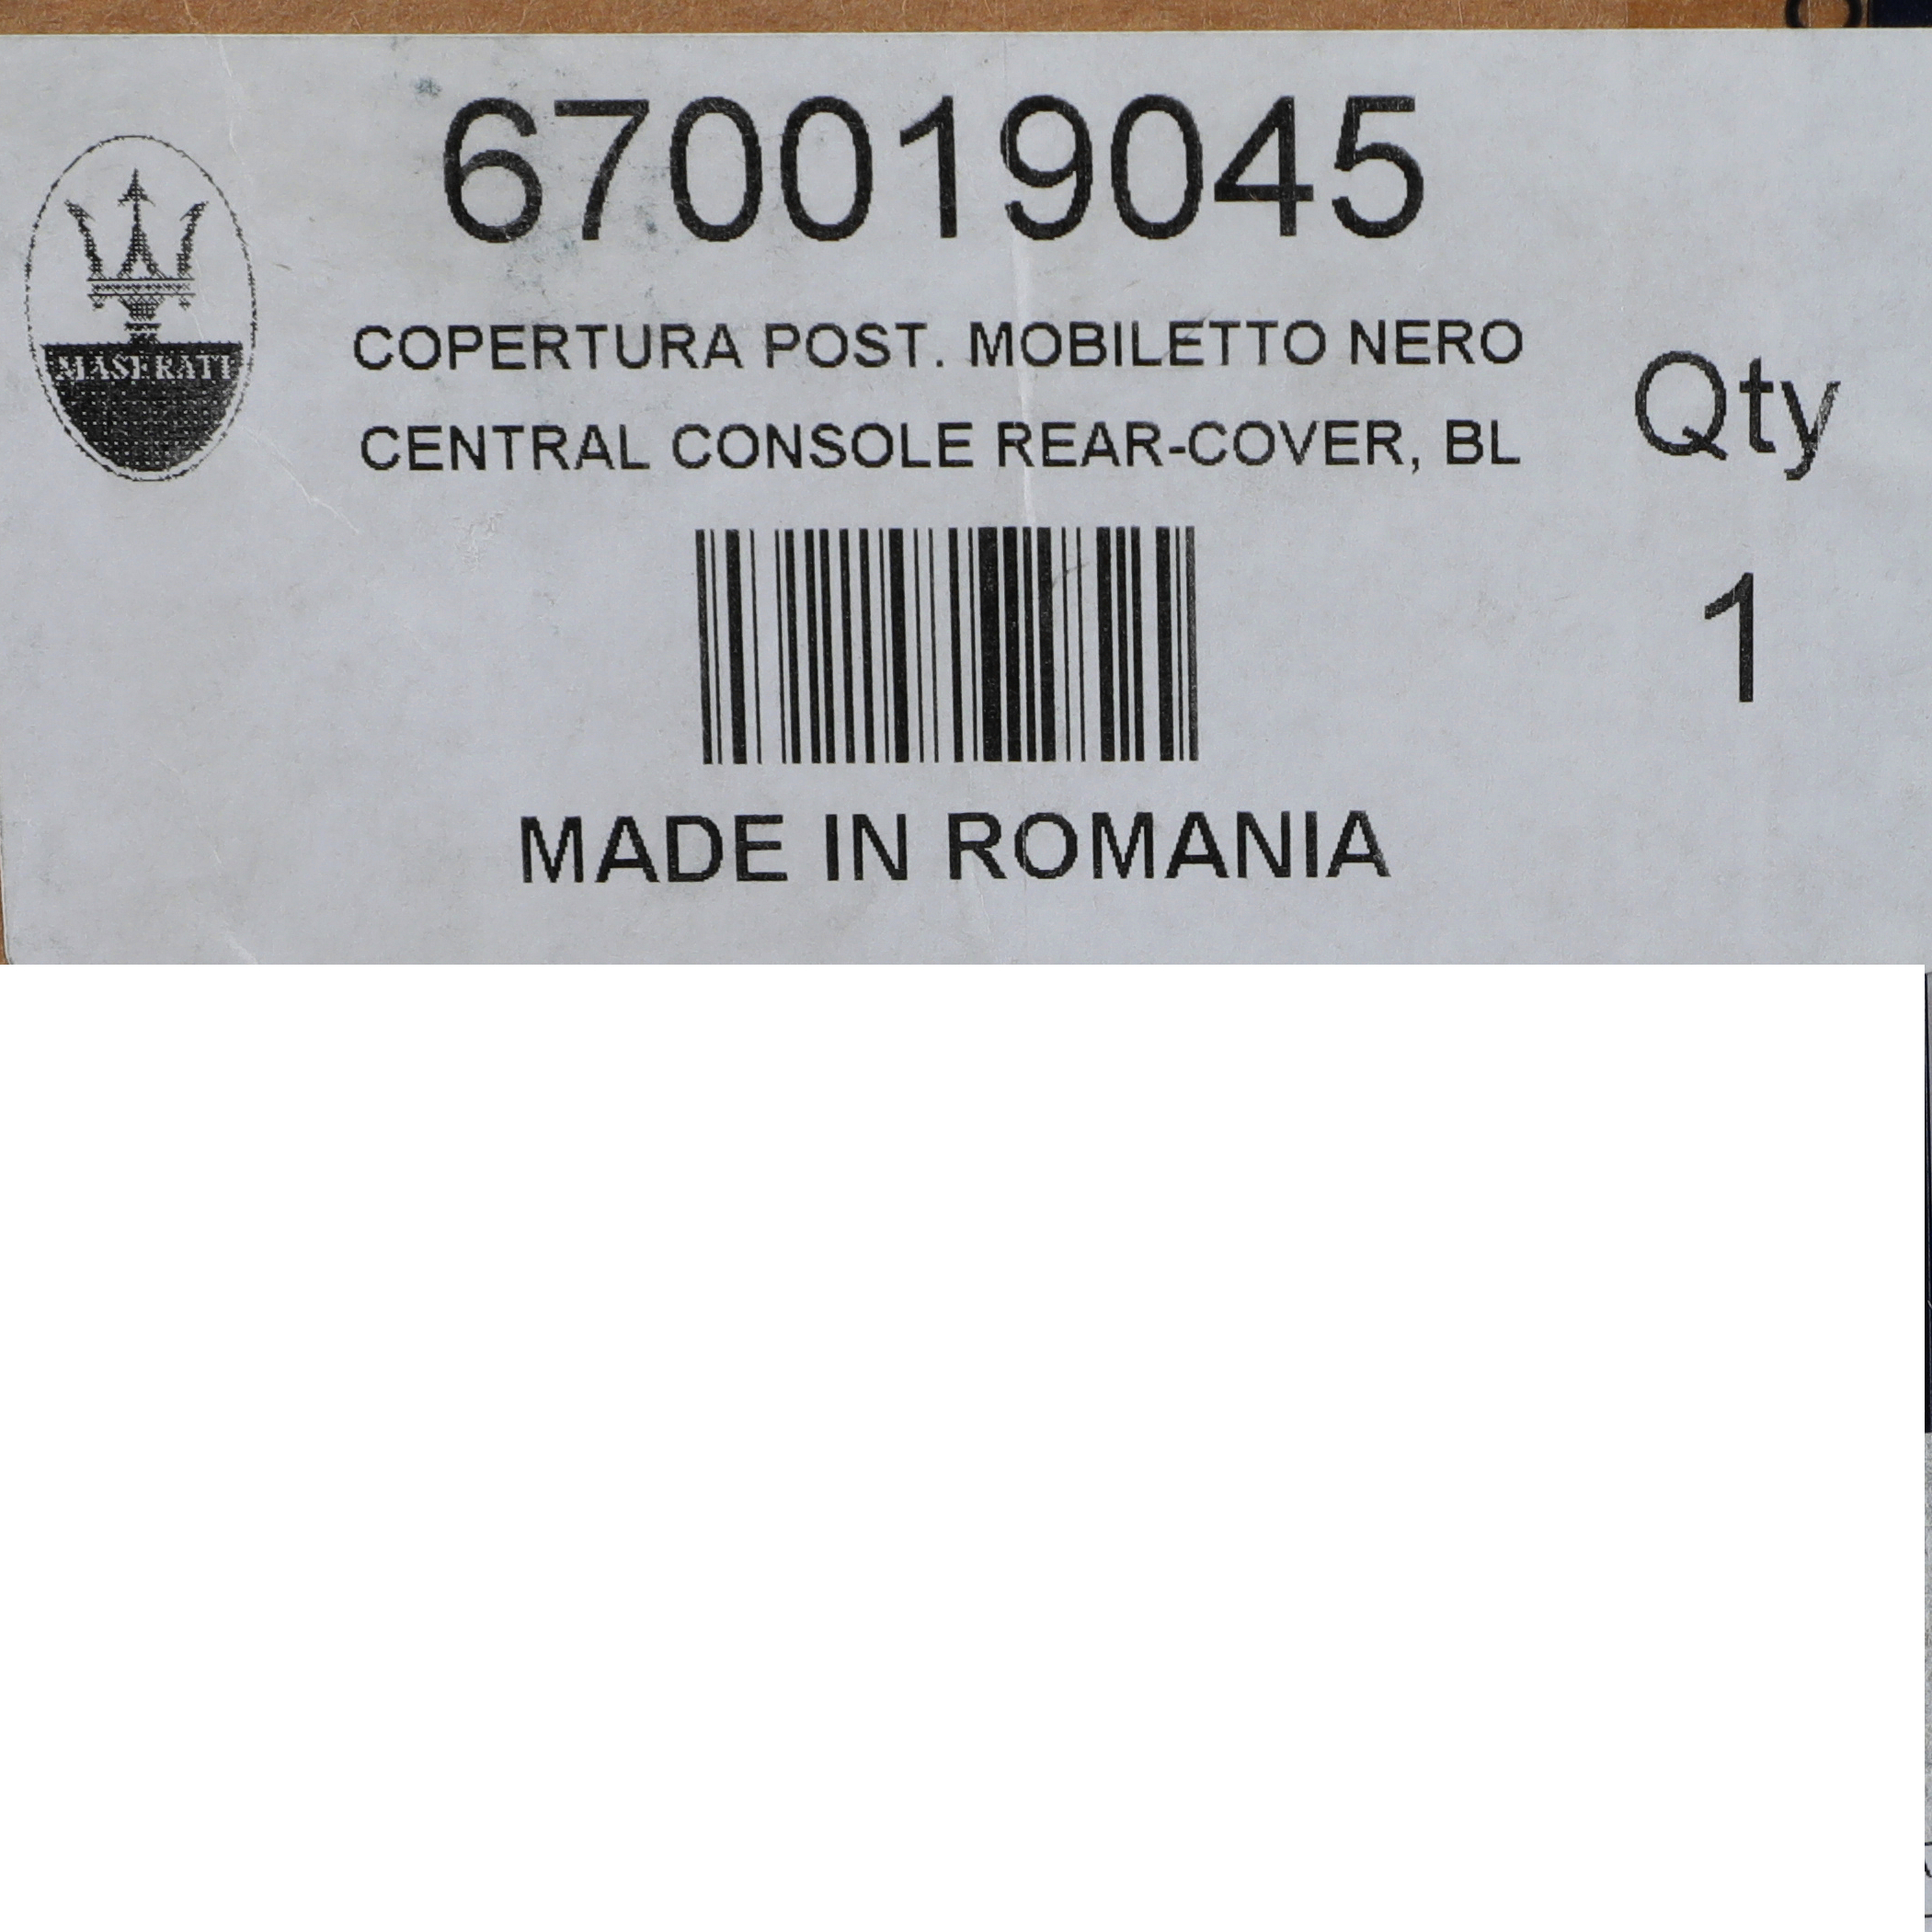 670019045
MASERATI
COPERTURA POST. MOBILETTO NERO
CENTRAL CONSOLE REAR-COVER, BL
Qty
1
MADE IN ROMANIA